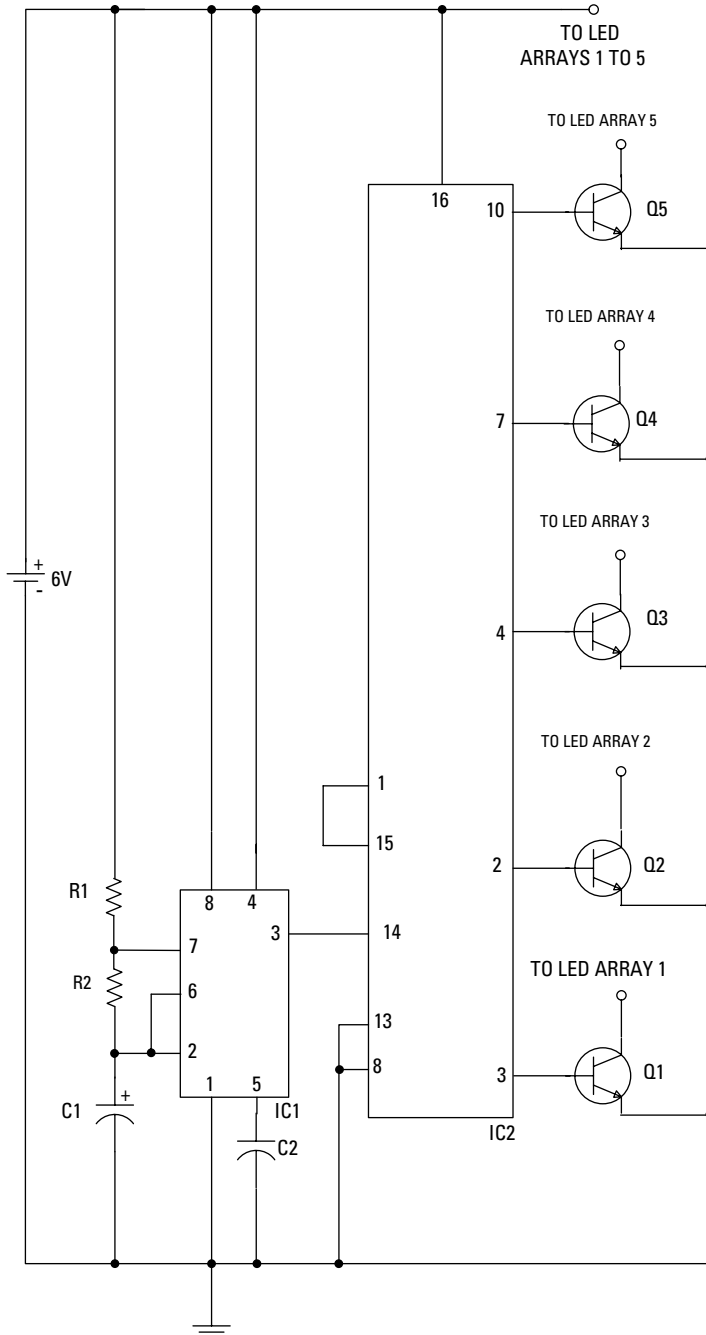 TO LED
ARRAYS 1 TO 5
TO LED ARRAY 5
16
10
Q5
TO LED ARRAY 4
7
Q4
TO LED ARRAY 3
+
6V
-
4
Q3
TO LED ARRAY 2
1
15
2
Q2
R1
8 4
3
14
7
TO LED ARRAY 1
R2
6
13
2
8
3
Q1
1 5
+
C1
IC1
IC2
C2